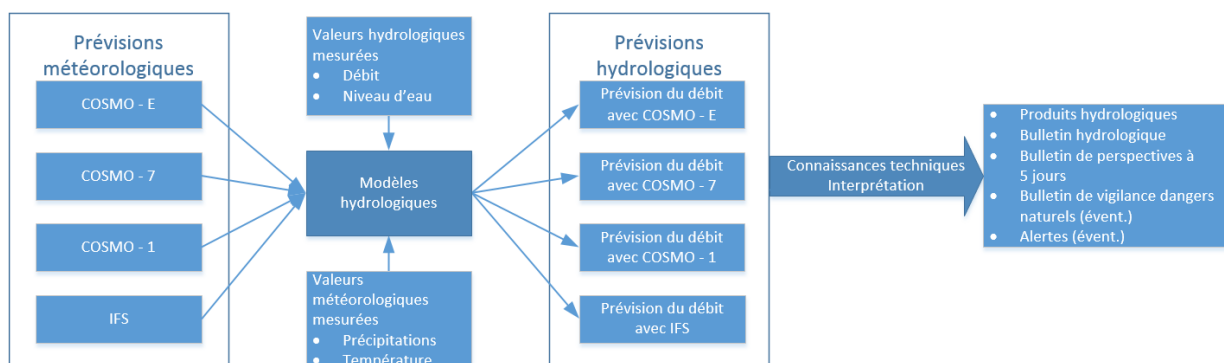 Prévisions
météorologiques
COSMO - E
COSMO - 7
COSMO - 1
IFS
Valeurs hydrologiques
mesurées
• Débit
• Niveau d'eau
Modèles
hydrologiques
Valeurs
météorologiques
mesurées
• Précipitations
• Température
Prévisions
hydrologiques
Prévision du débit
avec COSMO - E
Prévision du débit
avec COSMO - 7
Prévision du débit
avec COSMO - 1
Prévision du débit
avec IFS
Connaissances techniques
Interprétation
• Produits hydrologiques
• Bulletin hydrologique
• Bulletin de perspectives à
5 jours
• Bulletin de vigilance dangers
naturels (évent.)
• Alertes (évent.)